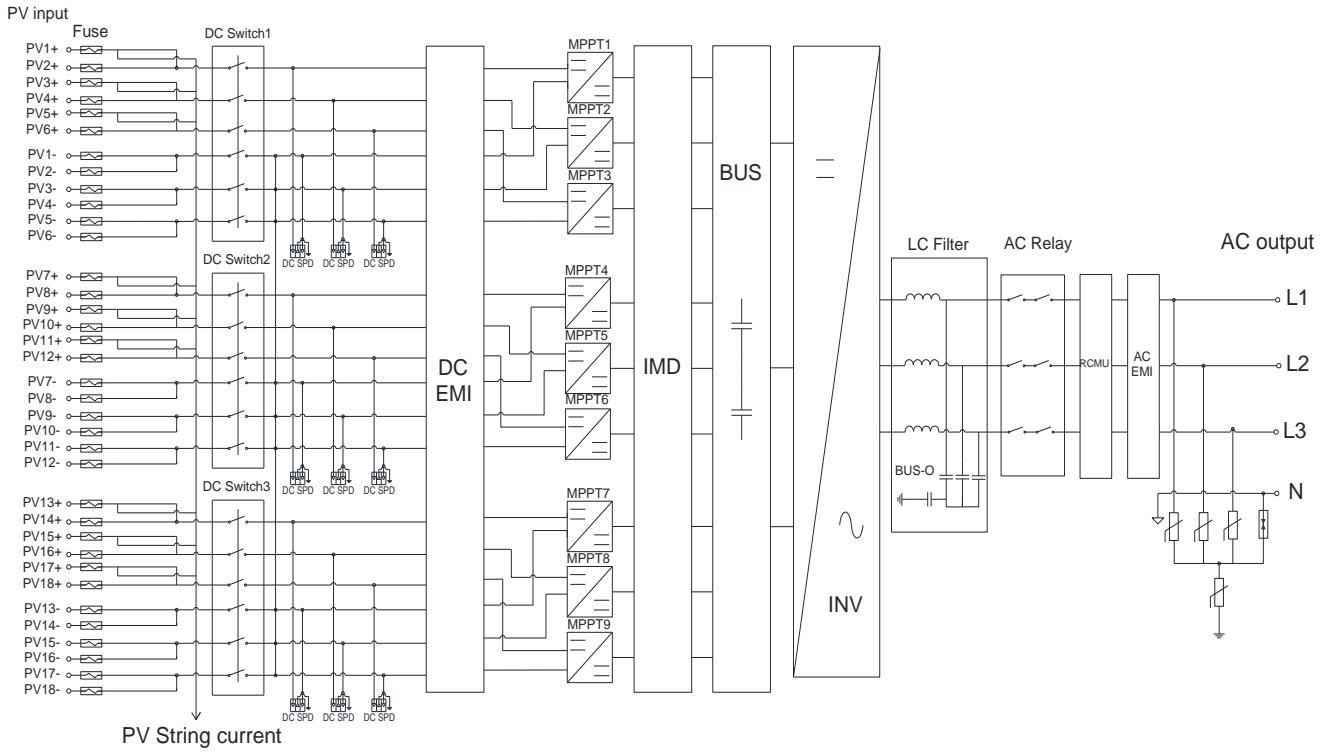 PV input
Fuse
DC Switch1
PV1+
PV2+
PV3+
PV4+
PV5+
PV6+
PV1-
PV2-
PV3-
PV4-
PV5-
PV6-
DC SPD DC SPD DC SPD
DC Switch2
PV7+
PV8+
PV9+
PV10+
PV11+
PV12+
PV7-
PV8-
PV9-
PV10-
PV11-
PV12-
DC SPD DC SPD DC SPD
DC Switch3
PV13+
PV14+
PV15+
PV16+
PV17+
PV18+
PV13-
PV14-
PV15-
PV16-
PV17-
PV18-
DC SPD DC SPD DC SPD
PV String current
DC
EMI
MPPT1
MPPT2
MPPT3
MPPT4
MPPT5
MPPT6
MPPT7
MPPT8
MPPT9
IMD
BUS
INV
LC Filter
BUS-O
AC Relay
RCMU
AC
EMI
AC output
L1
L2
L3
N